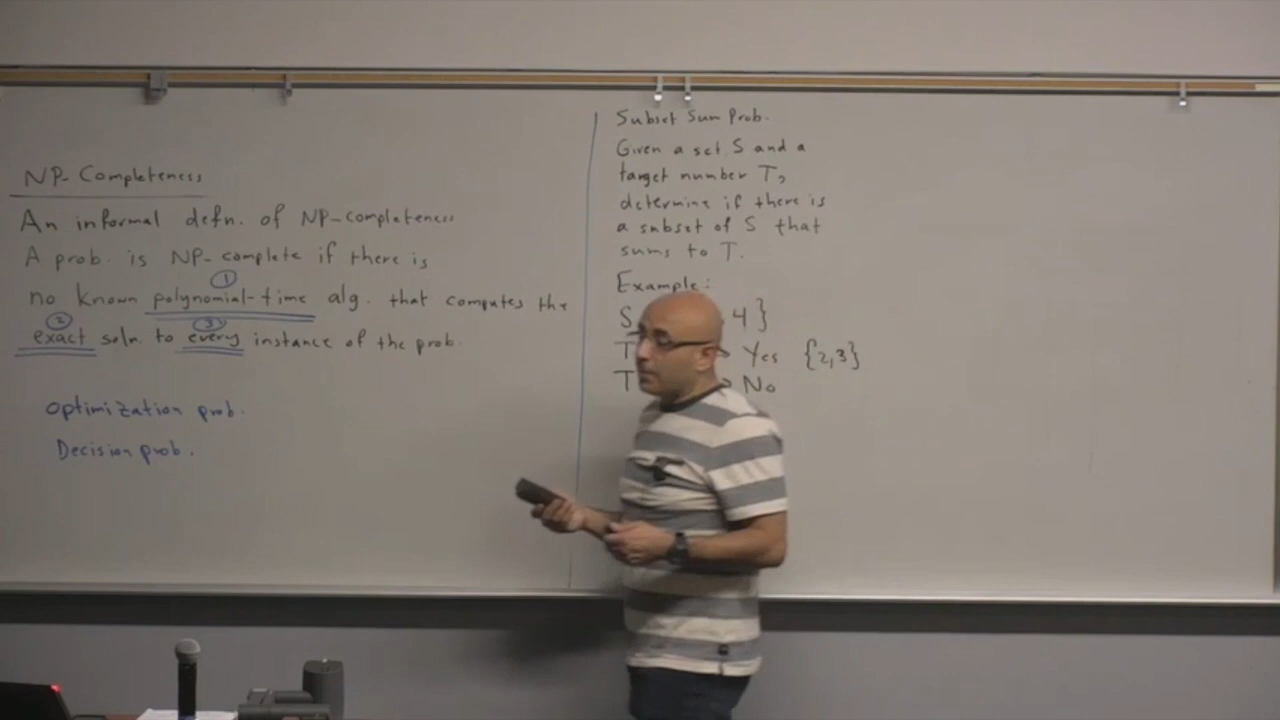 NP-Completeness
An informal defn. of NP-completeness
A prob. is NP-complete if there is
①
no known polynomial-time alg. that computes the
② ③
exact soln. to every instance of the prob.
Optimization prob.
Decision prob.
Subset Sum Prob.
Given a set S and a
target number T,
determine if there is
a subset of S that
sums to T.
Example:
S 4}
T Yes {2,3}
T No